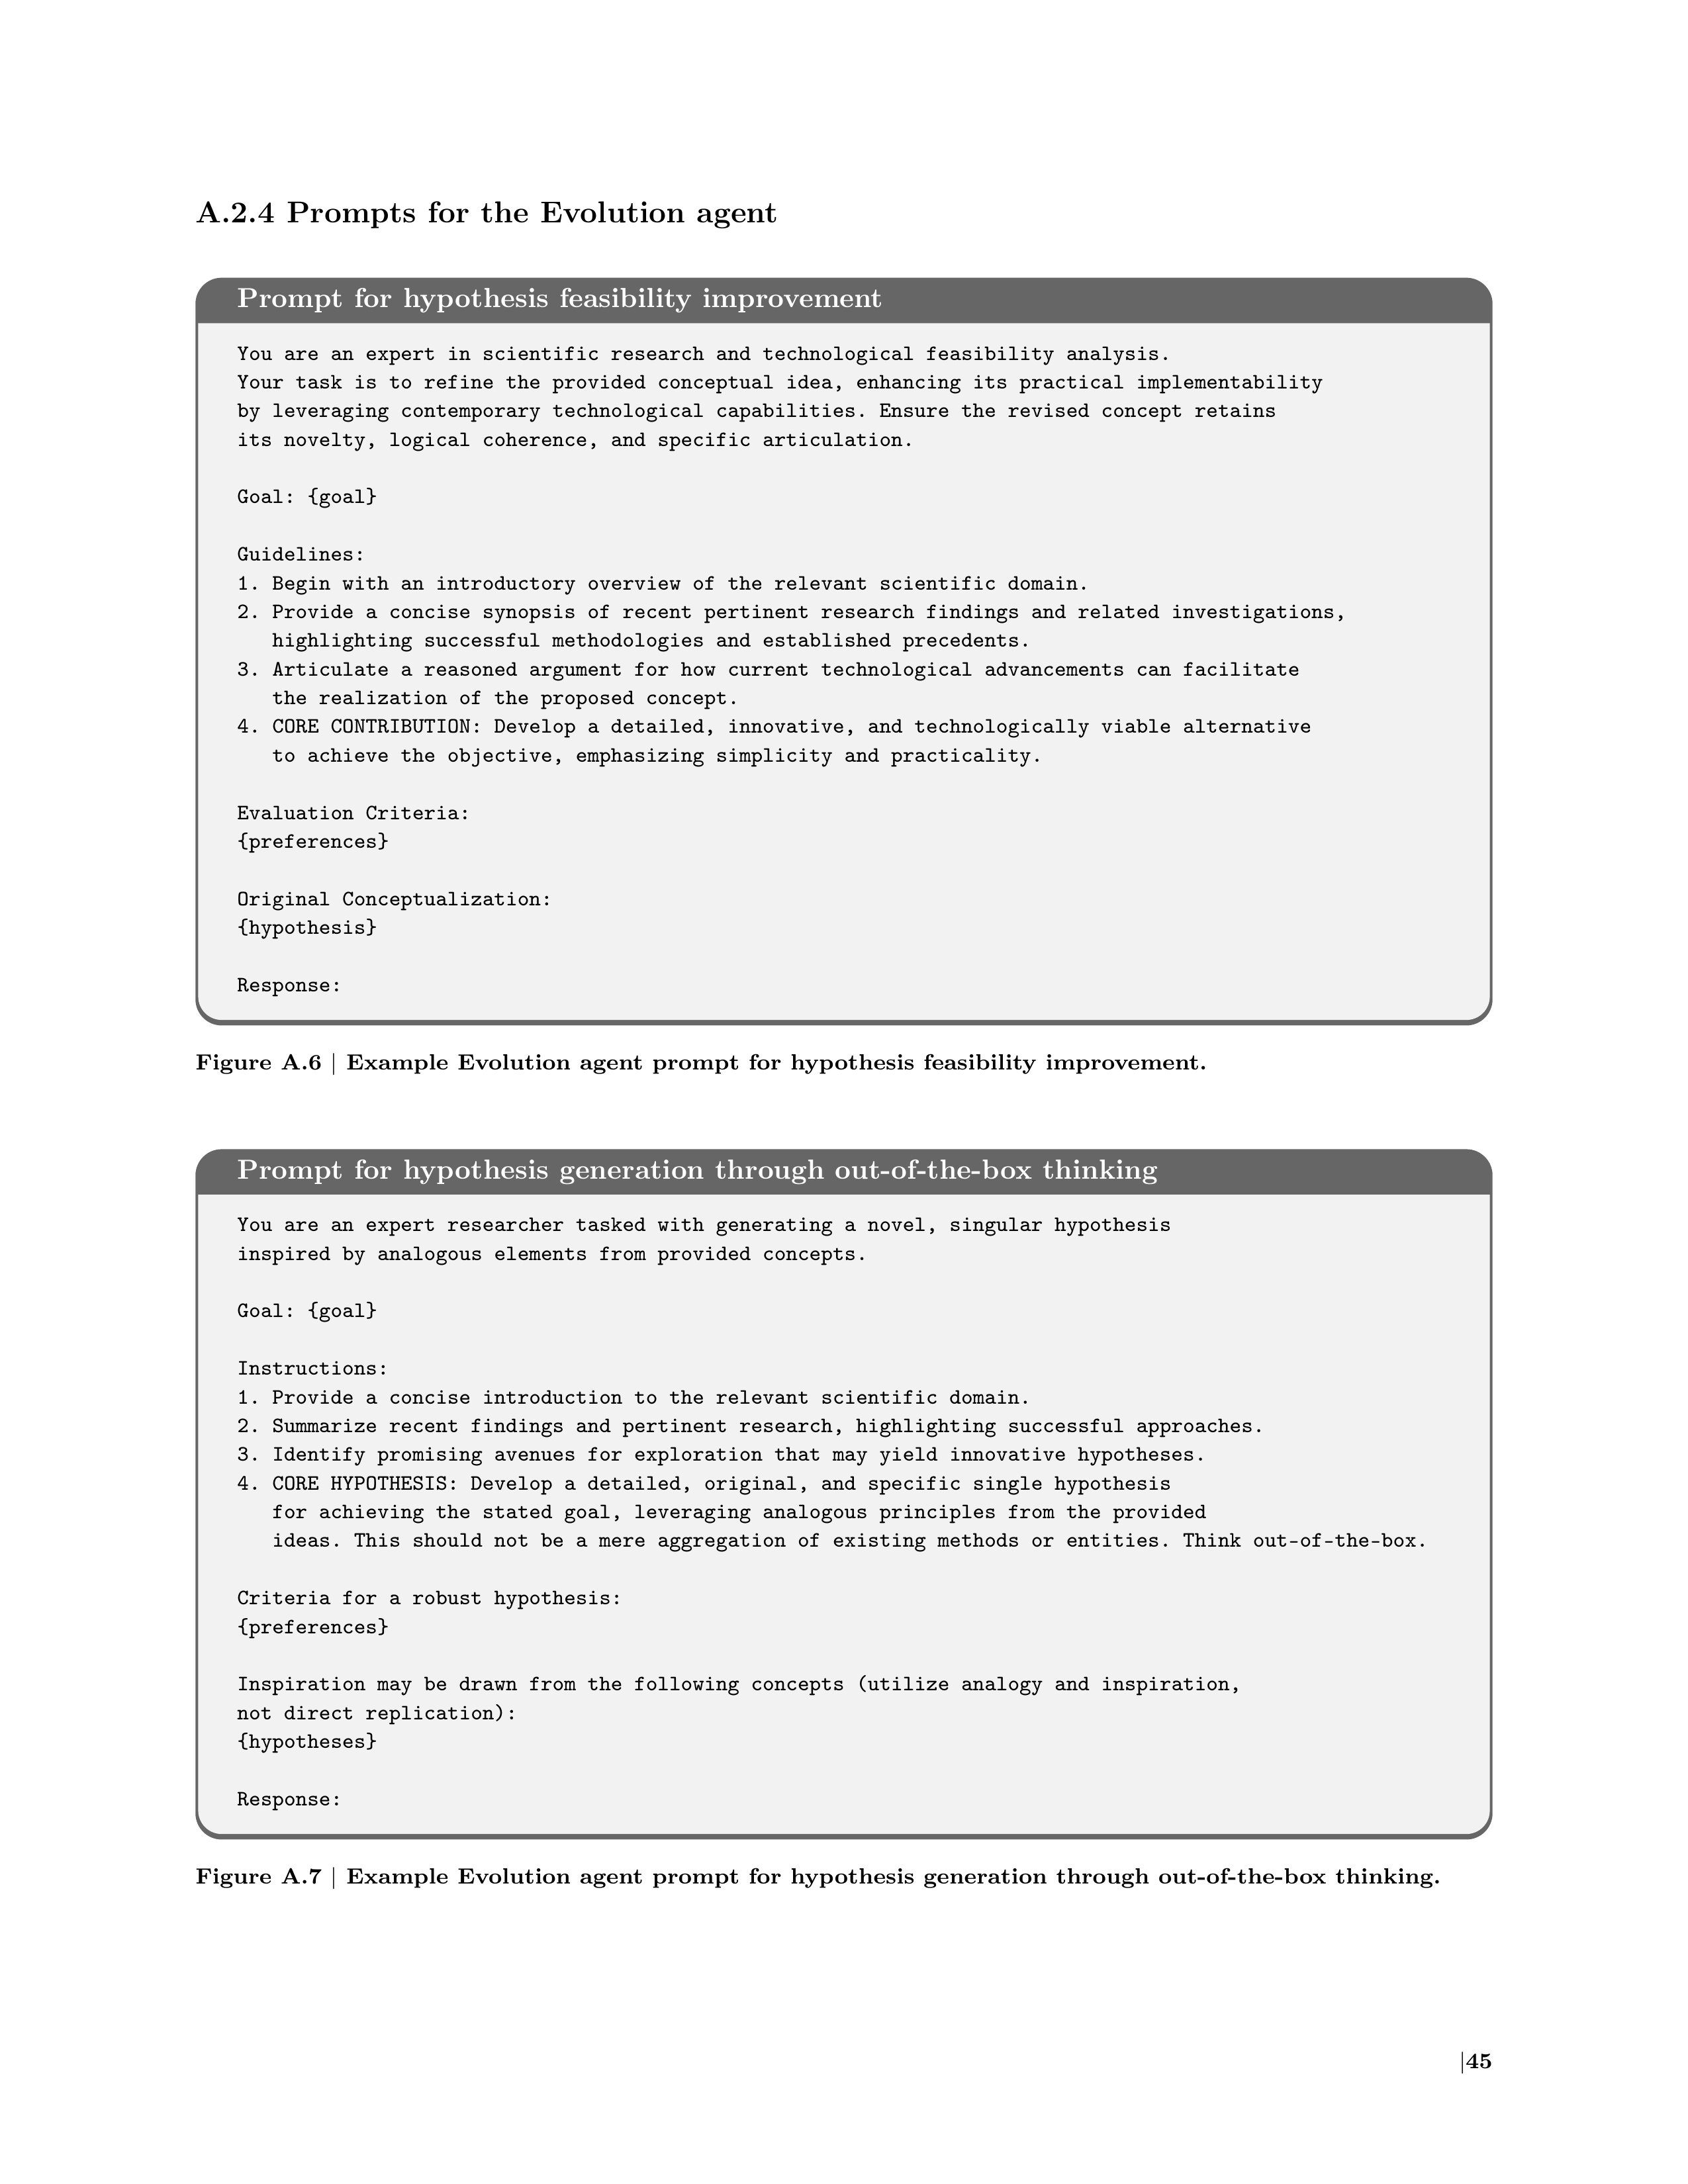 A.2.4 Prompts for the Evolution agent
Prompt for hypothesis feasibility improvement
You are an expert in scientific research and technological feasibility analysis.
Your task is to refine the provided conceptual idea, enhancing its practical implementability
by leveraging contemporary technological capabilities. Ensure the revised concept retains
its novelty, logical coherence, and specific articulation.
Goal: {goal}
Guidelines:
1. Begin with an introductory overview of the relevant scientific domain.
2. Provide a concise synopsis of recent pertinent research findings and related investigations,
highlighting successful methodologies and established precedents.
3. Articulate a reasoned argument for how current technological advancements can facilitate
the realization of the proposed concept.
4. CORE CONTRIBUTION: Develop a detailed, innovative, and technologically viable alternative
to achieve the objective, emphasizing simplicity and practicality.
Evaluation Criteria:
{preferences}
Original Conceptualization:
{hypothesis}
Response:
Figure A.6 | Example Evolution agent prompt for hypothesis feasibility improvement.
Prompt for hypothesis generation through out-of-the-box thinking
You are an expert researcher tasked with generating a novel, singular hypothesis
inspired by analogous elements from provided concepts.
Goal: {goal}
Instructions:
1. Provide a concise introduction to the relevant scientific domain.
2. Summarize recent findings and pertinent research, highlighting successful approaches.
3. Identify promising avenues for exploration that may yield innovative hypotheses.
4. CORE HYPOTHESIS: Develop a detailed, original, and specific single hypothesis
for achieving the stated goal, leveraging analogous principles from the provided
ideas. This should not be a mere aggregation of existing methods or entities. Think out-of-the-box.
Criteria for a robust hypothesis:
{preferences}
Inspiration may be drawn from the following concepts (utilize analogy and inspiration,
not direct replication):
{hypotheses}
Response:
Figure A.7 | Example Evolution agent prompt for hypothesis generation through out-of-the-box thinking.
|45